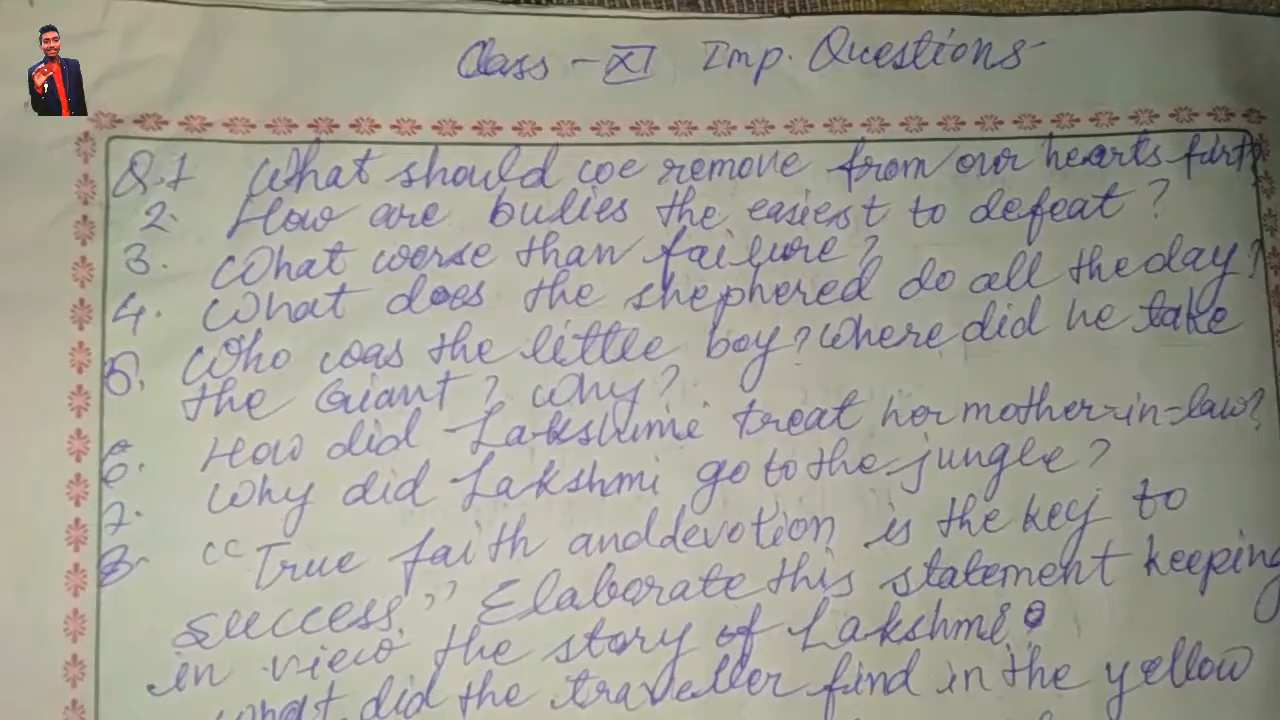 Class - XI Imp. Questions-
Q.1 What should we remove from our hearts furt
2. How are bulies the easiest to defeat?
3. What worse than failure?
4. What does the shephered do all the day?
5. Who was the little boy? Where did he take
the Giant? Why?
6. How did Lakshmi treat her mother-in-law?
7. Why did Lakshmi go to the jungle?
8. "True faith and devotion is the key to
success" Elaborate this statement keeping
in view the story of Lakshmi.
What did the traveller find in the yellow